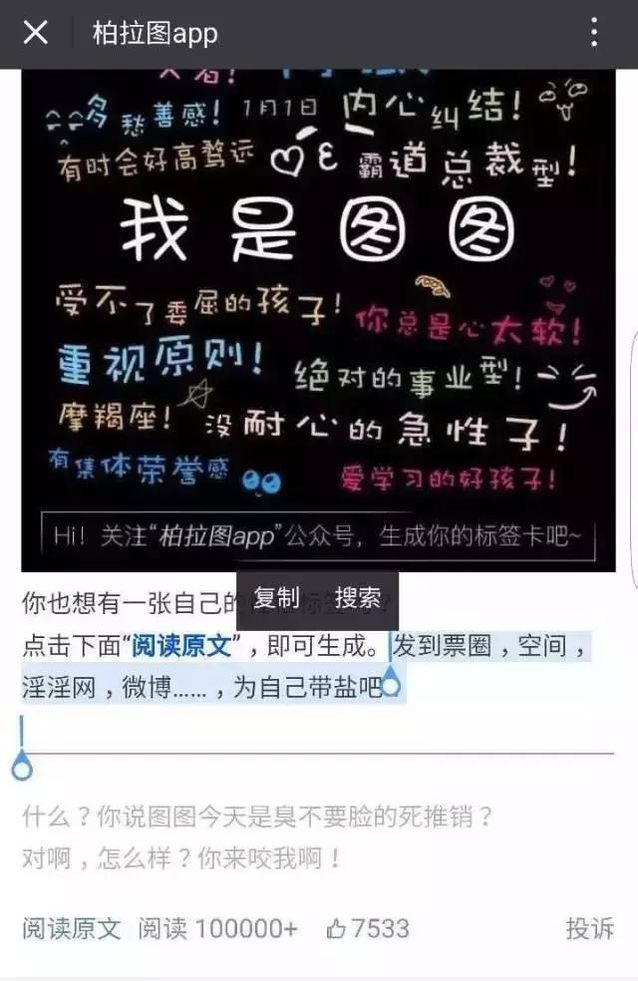 柏拉图app
多愁善感！ 1月1日 内心纠结！
有时会好高骛远 霸道总裁型！
我是图图
受不了委屈的孩子！
你总是心太软！
重视原则！ 绝对的事业型！
摩羯座！ 没耐心的急性子！
有集体荣誉感 爱学习的好孩子！
Hi！关注“柏拉图app”公众号，生成你的标签卡吧~
你也想有一张自己的
复制 搜索
点击下面“阅读原文”，即可生成。发到票圈，空间，
淫淫网，微博……，为自己带盐吧
什么？你说图图今天是臭不要脸的死推销？
对啊，怎么样？你来咬我啊！
阅读原文 阅读 100000+ 7533 投诉